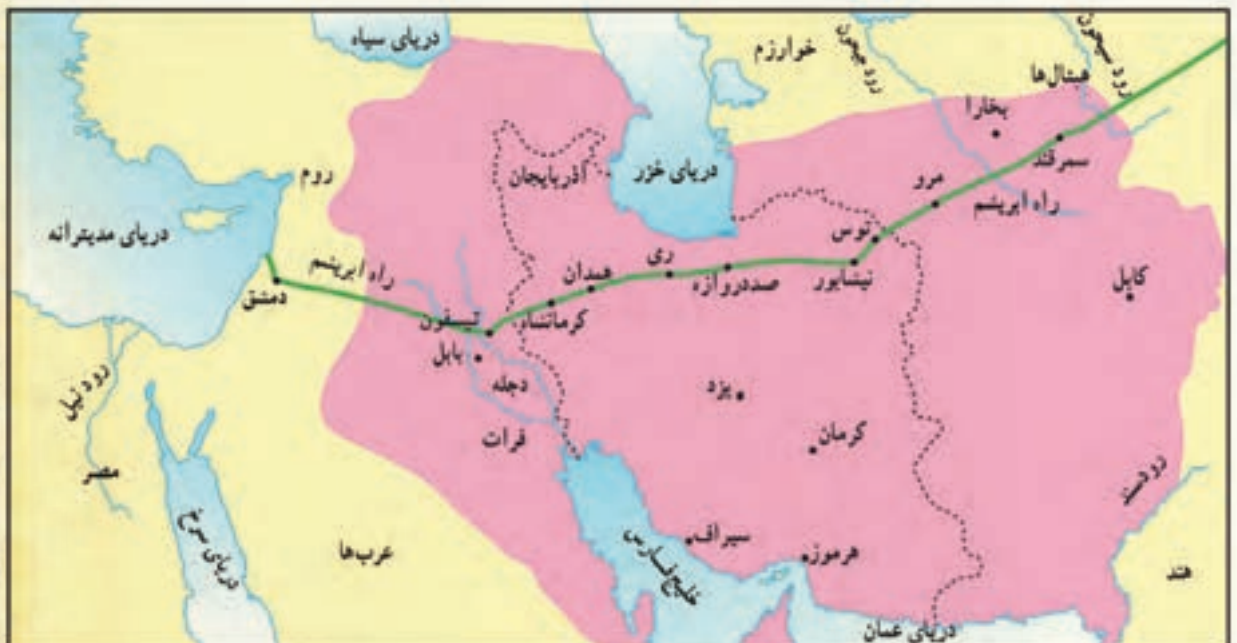 دریای سیاه
خوارزم
رود جیحون
رود سیحون
هپتال‌ها
بخارا
سمرقند
آذربایجان
دریای خزر
روم
مرو
راه ابریشم
توس
دریای مدیترانه
راه ابریشم
ری
همدان
صددروازه
نیشابور
کابل
دمشق
تیسفون
کرمانشاه
بابل
دجله
یزد
رود نیل
فرات
کرمان
مصر
رود سند
دریای سرخ
عرب‌ها
خلیج فارس
سیراف
هرموز
هند
دریای عمان